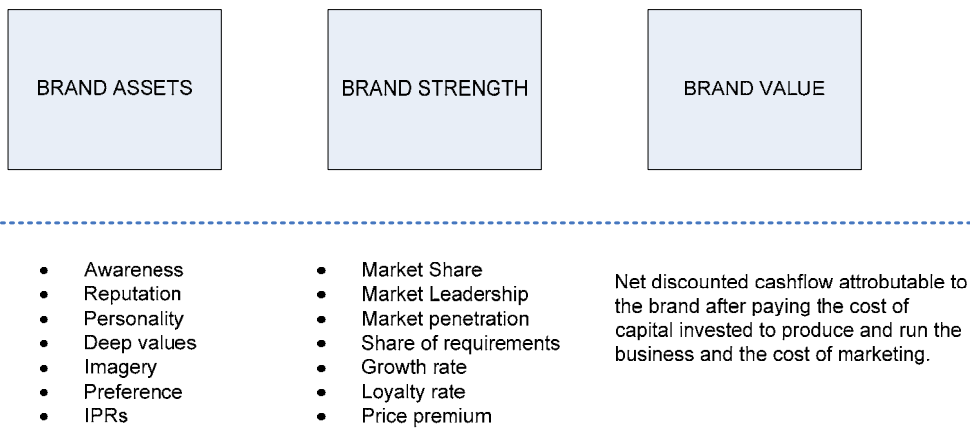 BRAND ASSETS
BRAND STRENGTH
BRAND VALUE
• Awareness
• Reputation
• Personality
• Deep values
• Imagery
• Preference
• IPRs
• Market Share
• Market Leadership
• Market penetration
• Share of requirements
• Growth rate
• Loyalty rate
• Price premium
Net discounted cashflow attrobutable to
the brand after paying the cost of
capital invested to produce and run the
business and the cost of marketing.